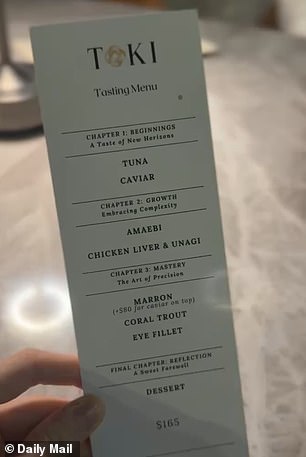 TOKI
Tasting Menu
CHAPTER 1: BEGINNINGS
A Taste of New Horizons
TUNA
CAVIAR
CHAPTER 2: GROWTH
Embracing Complexity
AMAEBI
CHICKEN LIVER & UNAGI
CHAPTER 3: MASTERY
The Art of Precision
MARRON
(+$80 for caviar on top)
CORAL TROUT
EYE FILLET
FINAL CHAPTER: REFLECTION
A Sweet Farewell
DESSERT
$165
© Daily Mail